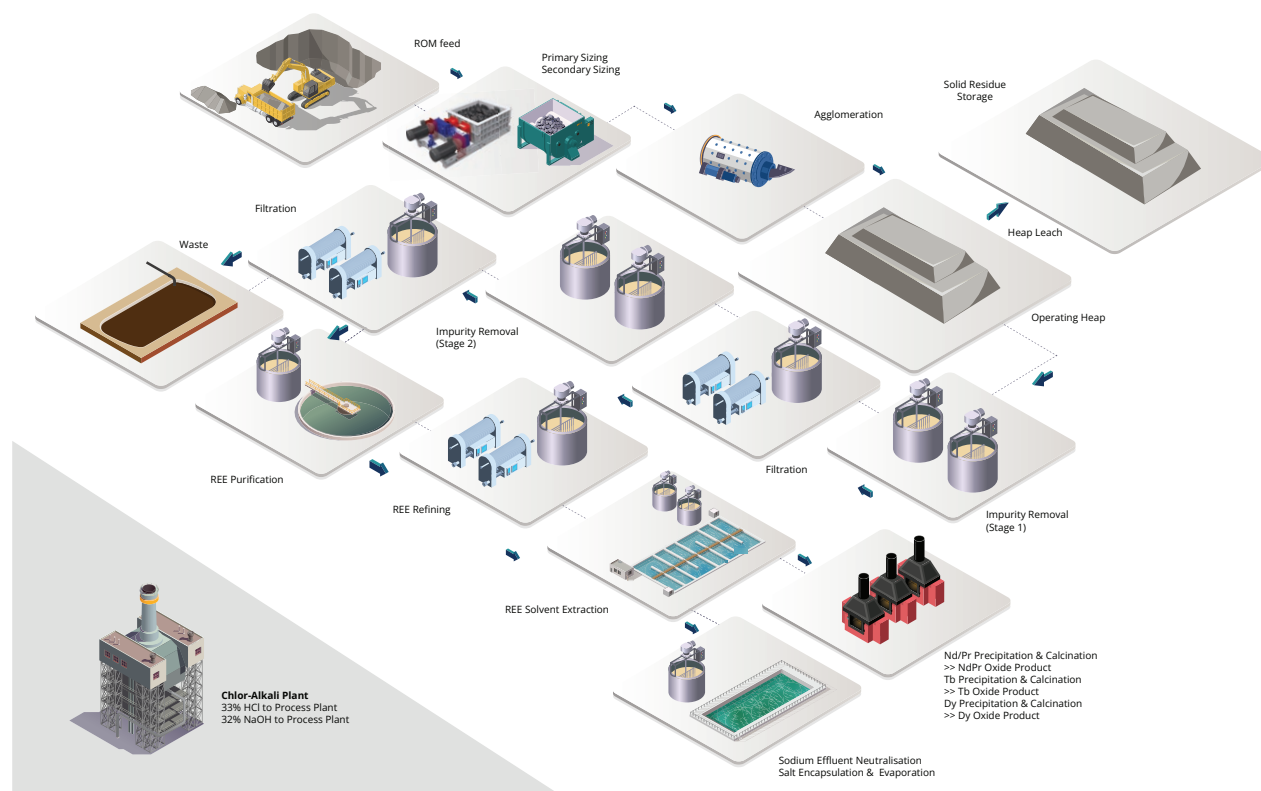 ROM feed
Primary Sizing
Secondary Sizing
Agglomeration
Solid Residue
Storage
Heap Leach
Operating Heap
Filtration
Waste
Impurity Removal
(Stage 2)
Filtration
Impurity Removal
(Stage 1)
REE Purification
REE Refining
REE Solvent Extraction
Nd/Pr Precipitation & Calcination
>> NdPr Oxide Product
Tb Precipitation & Calcination
>> Tb Oxide Product
Dy Precipitation & Calcination
>> Dy Oxide Product
Chlor-Alkali Plant
33% HCl to Process Plant
32% NaOH to Process Plant
Sodium Effluent Neutralisation
Salt Encapsulation & Evaporation